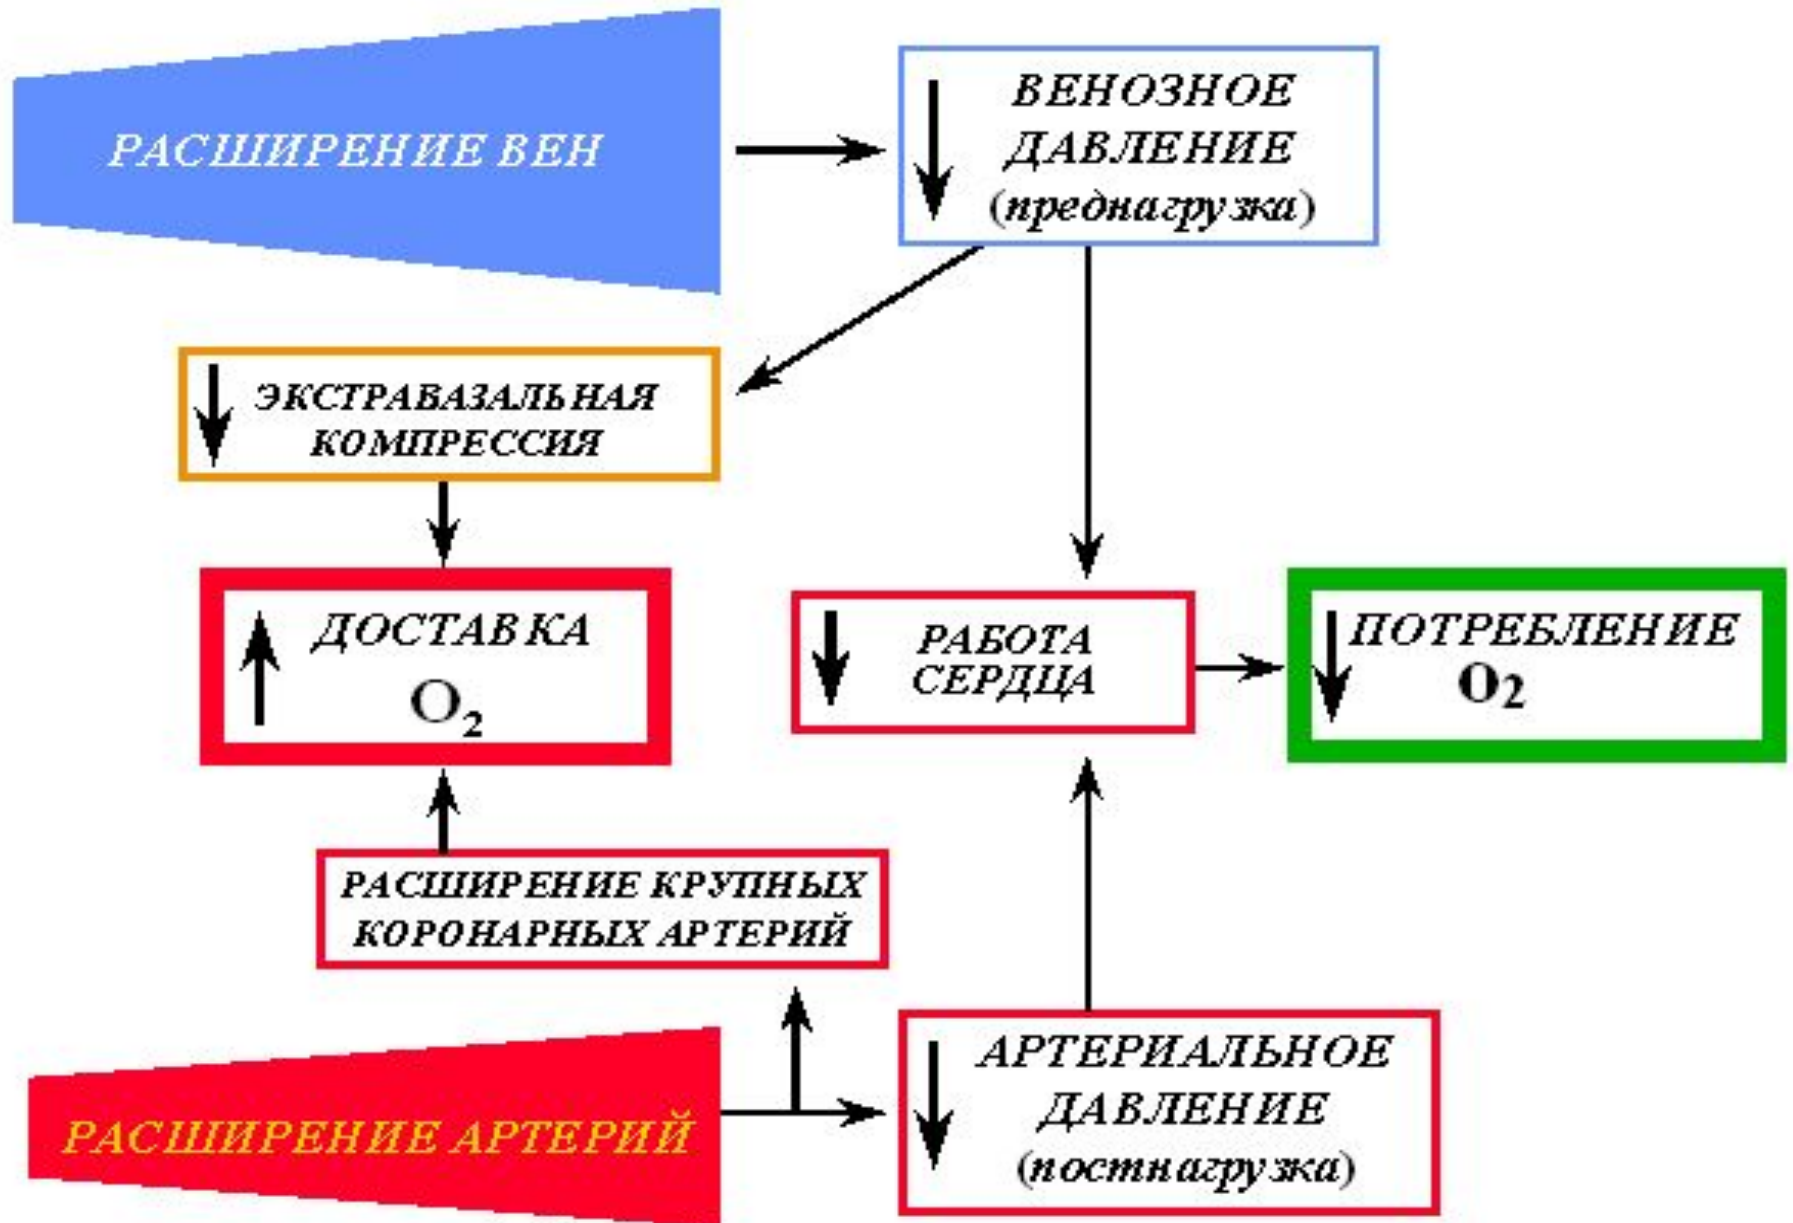 РАСШИРЕНИЕ ВЕН
ВЕНОЗНОЕ
ДАВЛЕНИЕ
(преднагрузка)
ЭКСТРАВАЗАЛЬНАЯ
КОМПРЕССИЯ
ДОСТАВКА
O₂
РАБОТА
СЕРДЦА
ПОТРЕБЛЕНИЕ
O₂
РАСШИРЕНИЕ КРУПНЫХ
КОРОНАРНЫХ АРТЕРИЙ
РАСШИРЕНИЕ АРТЕРИЙ
АРТЕРИАЛЬНОЕ
ДАВЛЕНИЕ
(постнагрузка)